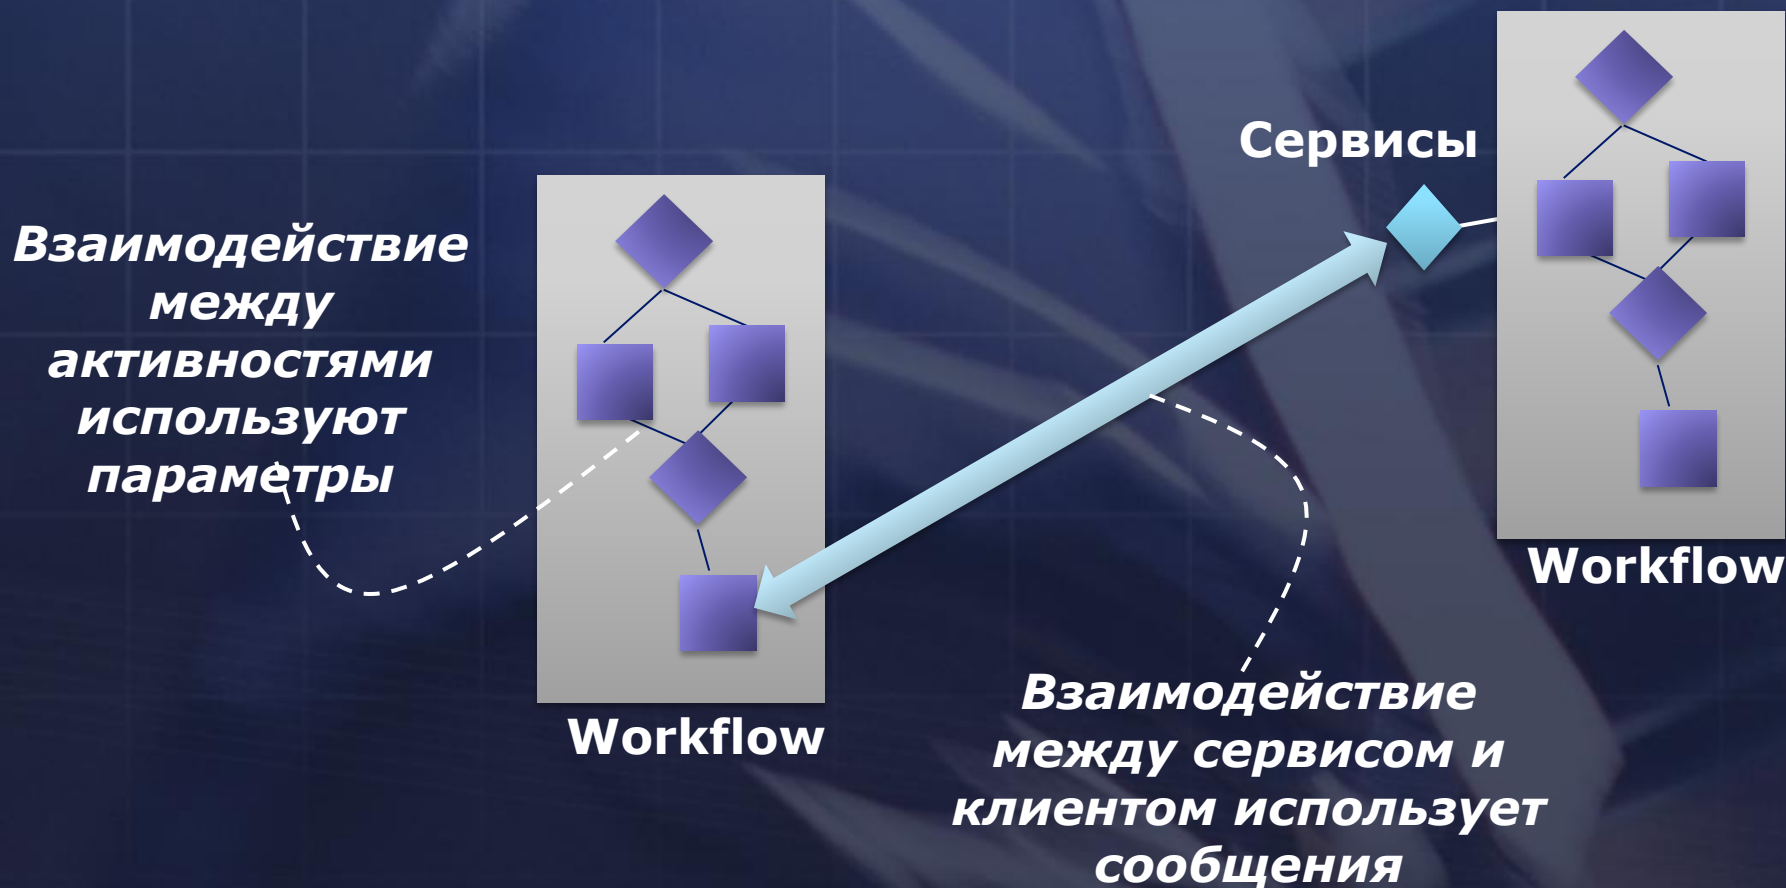 Сервисы
Взаимодействие
между
активностями
используют
параметры
Workflow
Workflow
Взаимодействие
между сервисом и
клиентом использует
сообщения